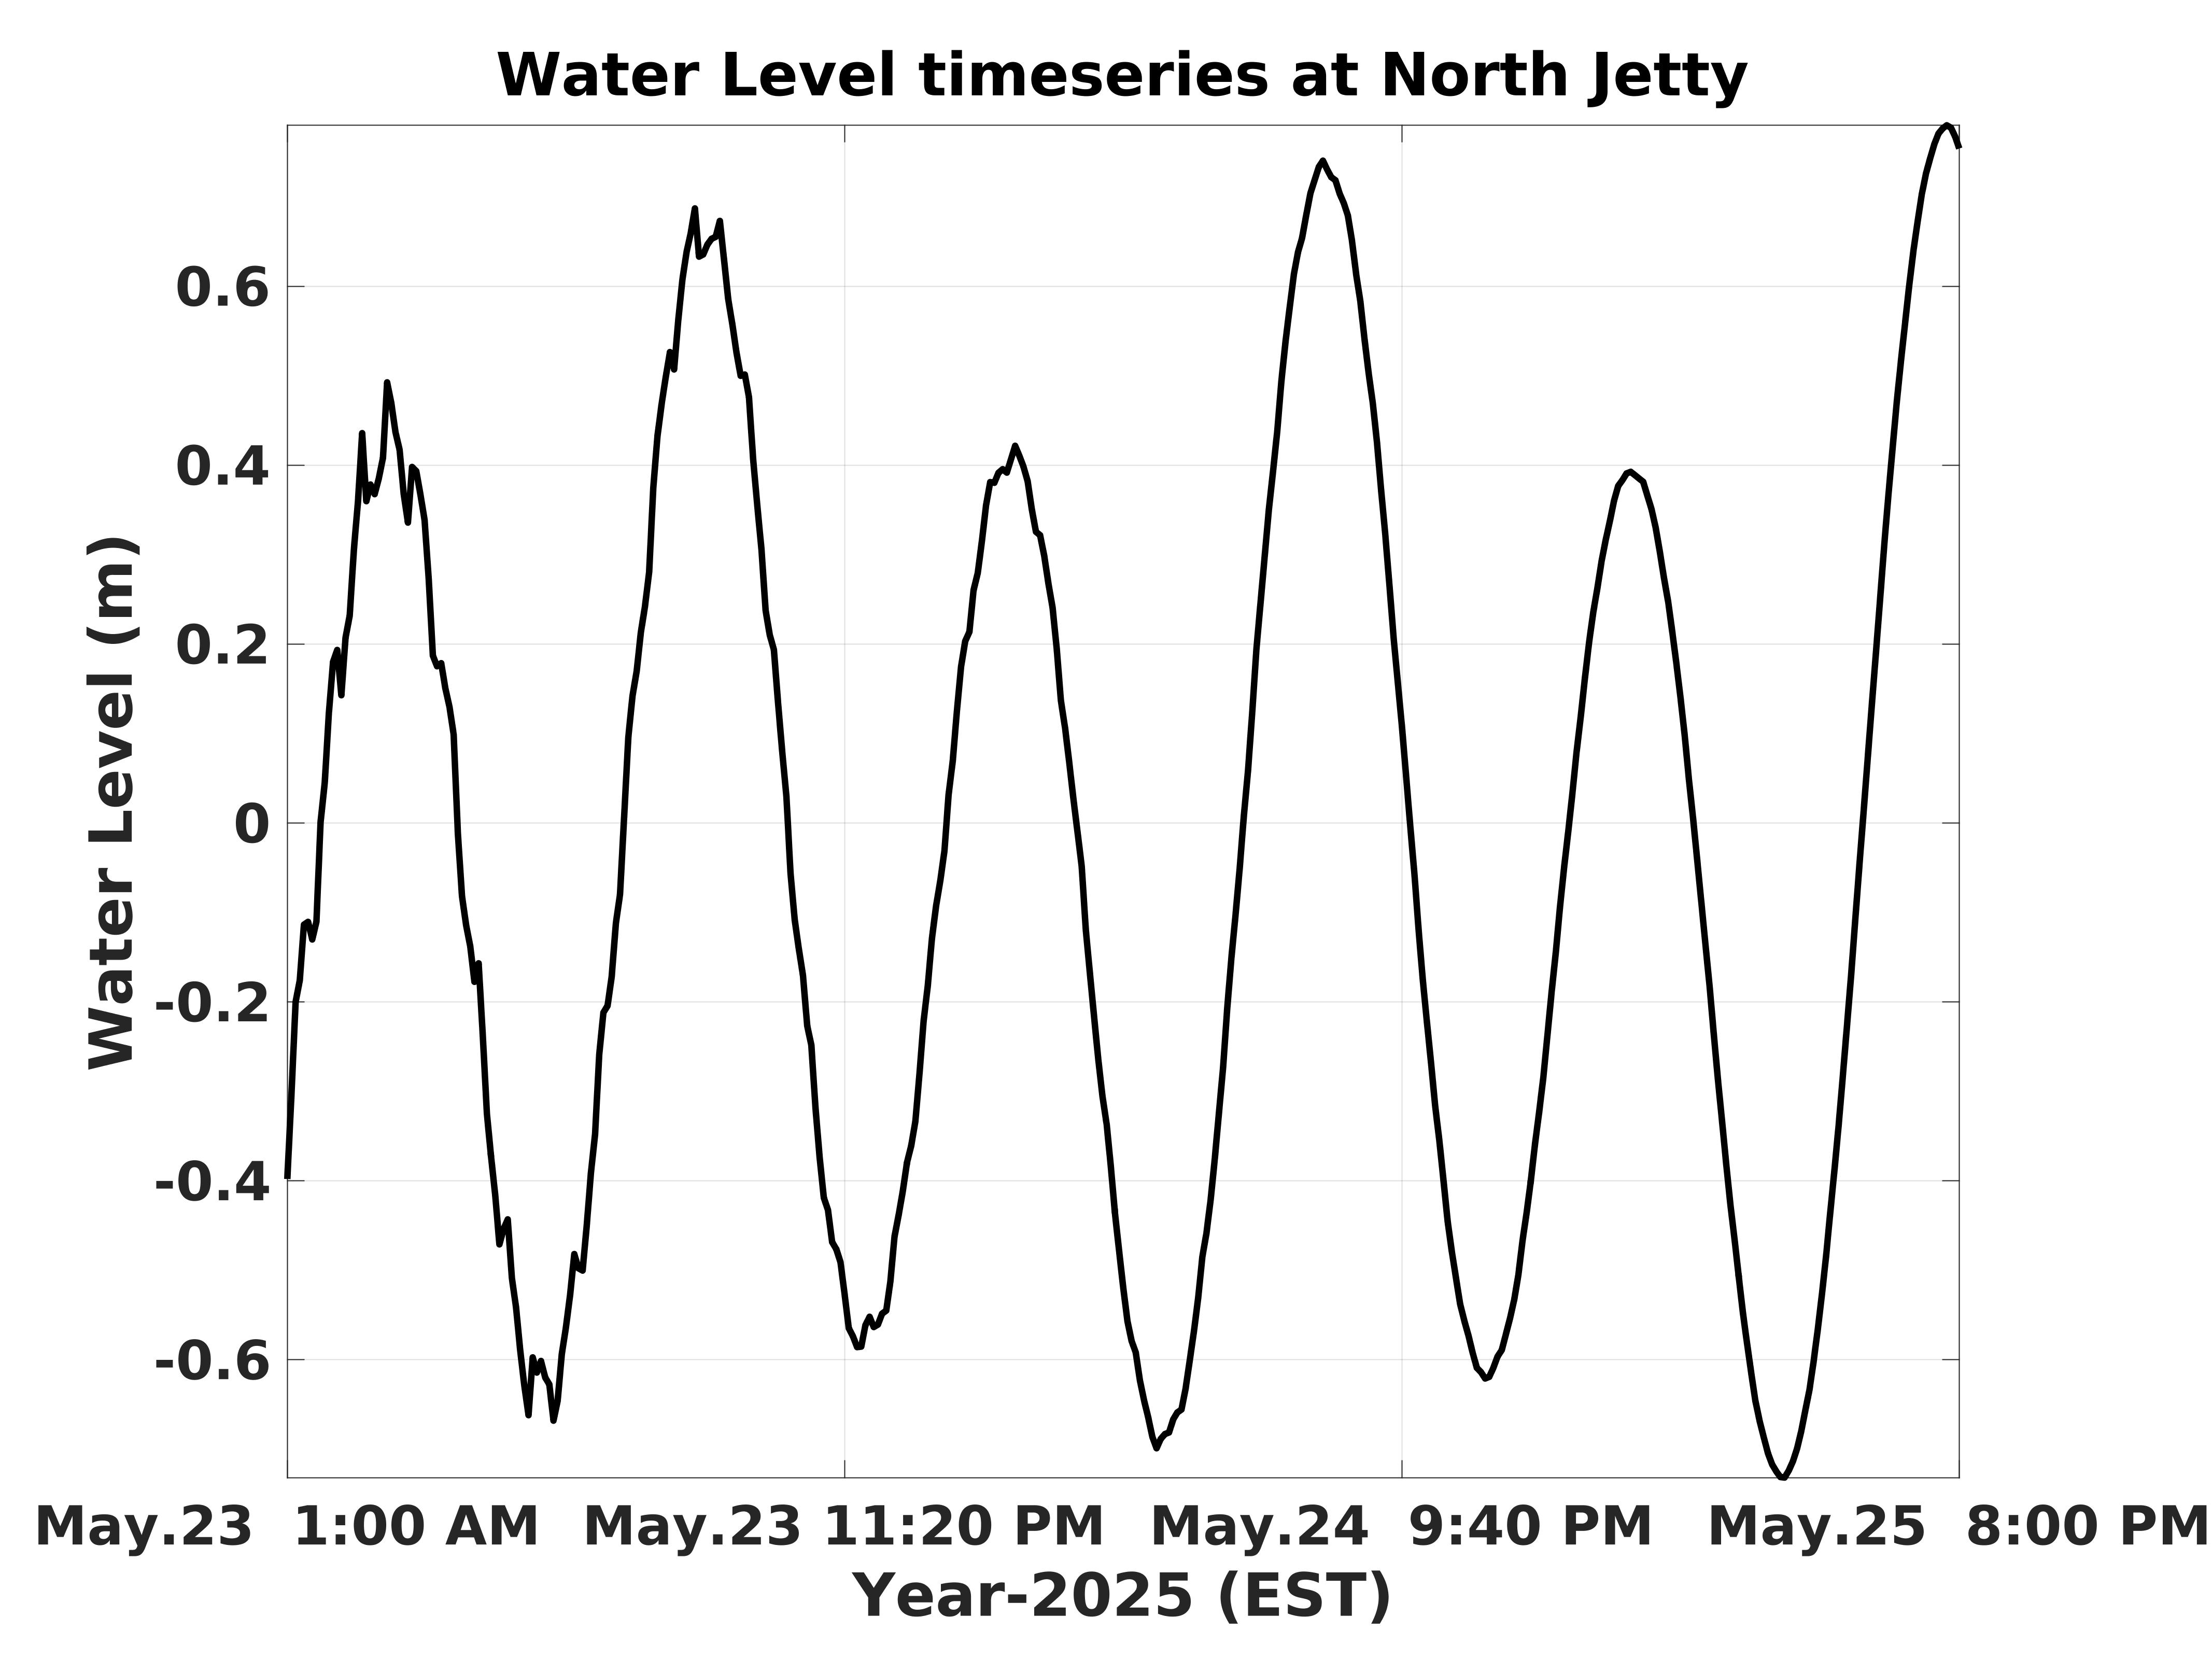 Water Level timeseries at North Jetty
Water Level (m)
0.6
0.4
0.2
0
-0.2
-0.4
-0.6
May.23 1:00 AM May.23 11:20 PM May.24 9:40 PM May.25 8:00 PM
Year-2025 (EST)